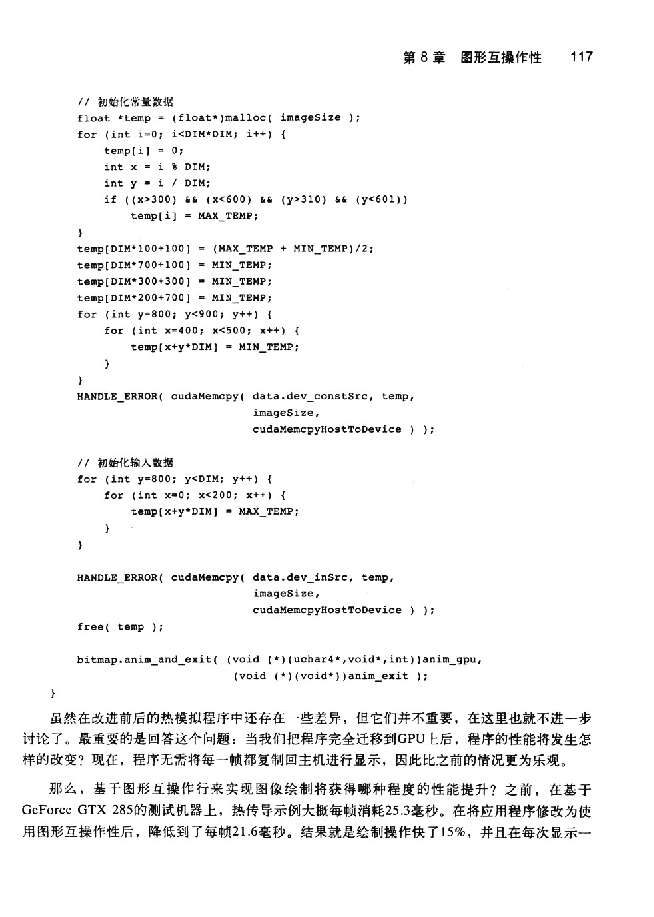 第 8 章 图形互操作性 117
// 初始化常量数据
float *temp = (float*)malloc( imageSize );
for (int i=0; i<DIM*DIM; i++) {
temp[i] = 0;
int x = i % DIM;
int y = i / DIM;
if ((x>300) && (x<600) && (y>310) && (y<601))
temp[i] = MAX_TEMP;
}
temp[DIM*100+100] = (MAX_TEMP + MIN_TEMP)/2;
temp[DIM*700+100] = MIN_TEMP;
temp[DIM*300+300] = MIN_TEMP;
temp[DIM*200+700] = MIN_TEMP;
for (int y=800; y<900; y++) {
for (int x=400; x<500; x++) {
temp[x+y*DIM] = MIN_TEMP;
}
}
HANDLE_ERROR( cudaMemcpy( data.dev_constSrc, temp,
imageSize,
cudaMemcpyHostToDevice ) );
// 初始化输入数据
for (int y=800; y<DIM; y++) {
for (int x=0; x<200; x++) {
temp[x+y*DIM] = MAX_TEMP;
}
}
HANDLE_ERROR( cudaMemcpy( data.dev_inSrc, temp,
imageSize,
cudaMemcpyHostToDevice ) );
free( temp );
bitmap.anim_and_exit( (void (*)(uchar4*,void*,int))anim_gpu,
(void (*)(void*))anim_exit );
}
虽然在改进前后的热模拟程序中还存在一些差异，但它们并不重要，在这里也就不进一步
讨论了。最重要的是回答这个问题：当我们把程序完全迁移到GPU上后，程序的性能将发生怎
样的改变？现在，程序无需将每一帧都复制回主机进行显示，因此比之前的情况更为乐观。
那么，基于图形互操作行来实现图像绘制将获得哪种程度的性能提升？之前，在基于
GeForce GTX 285的测试机器上，热传导示例大概每帧消耗25.3毫秒。在将应用程序修改为使
用图形互操作性后，降低到了每帧21.6毫秒。结果就是绘制操作快了15%，并且在每次显示一